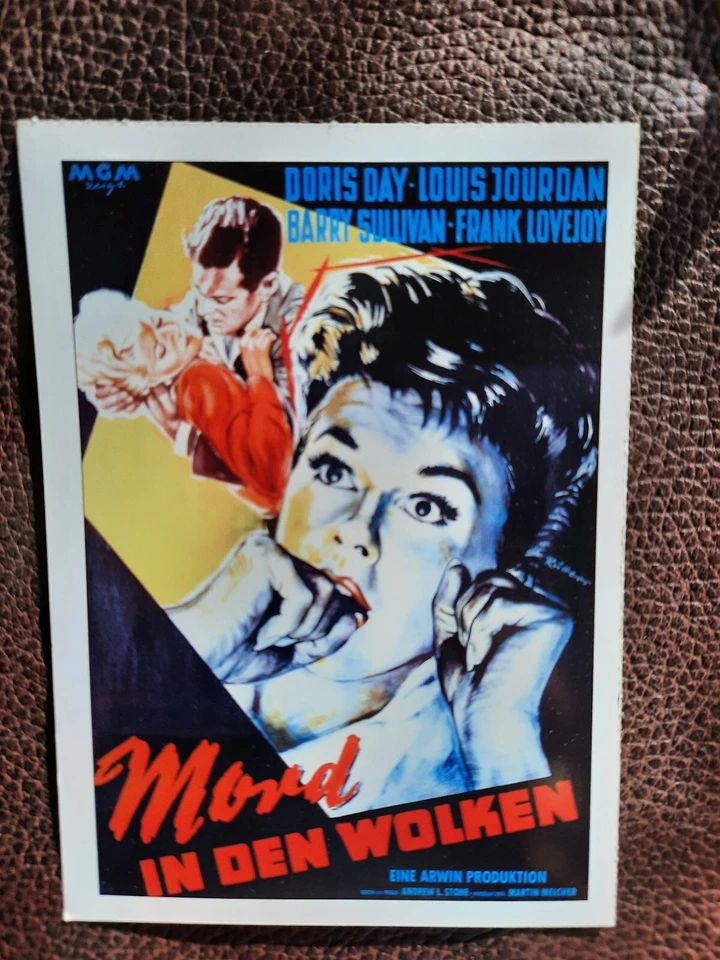 MGM
zeigt
DORIS DAY · LOUIS JOURDAN
BARRY SULLIVAN · FRANK LOVEJOY
Mord
IN DEN WOLKEN
EINE ARWIN PRODUKTION
ANDREW L. STONE · MARTIN MELCHER